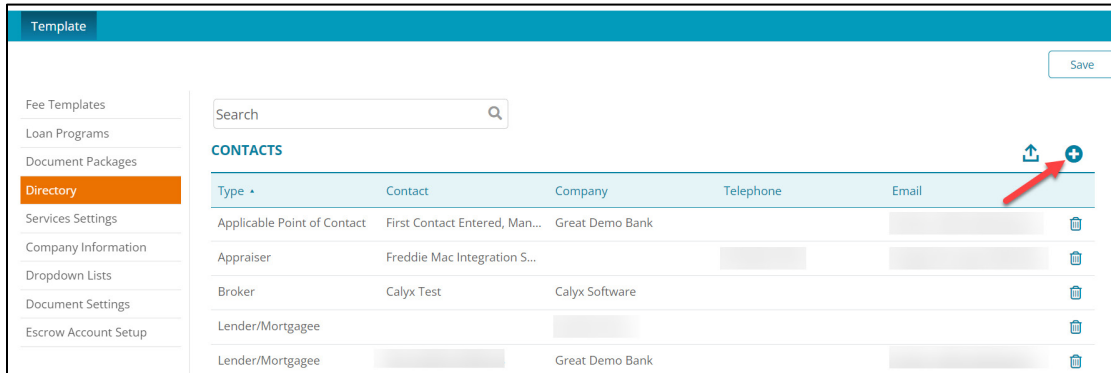 Template
Save
Fee Templates
Loan Programs
Document Packages
Directory
Services Settings
Company Information
Dropdown Lists
Document Settings
Escrow Account Setup
Search
CONTACTS
Type Contact Company Telephone Email
Applicable Point of Contact First Contact Entered, Man... Great Demo Bank
Appraiser Freddie Mac Integration S...
Broker Calyx Test Calyx Software
Lender/Mortgagee
Lender/Mortgagee Great Demo Bank